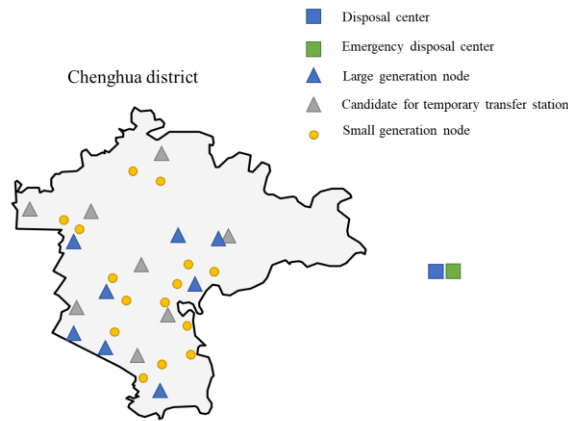 Disposal center
Emergency disposal center
Chenghua district
Large generation node
Candidate for temporary transfer station
Small generation node